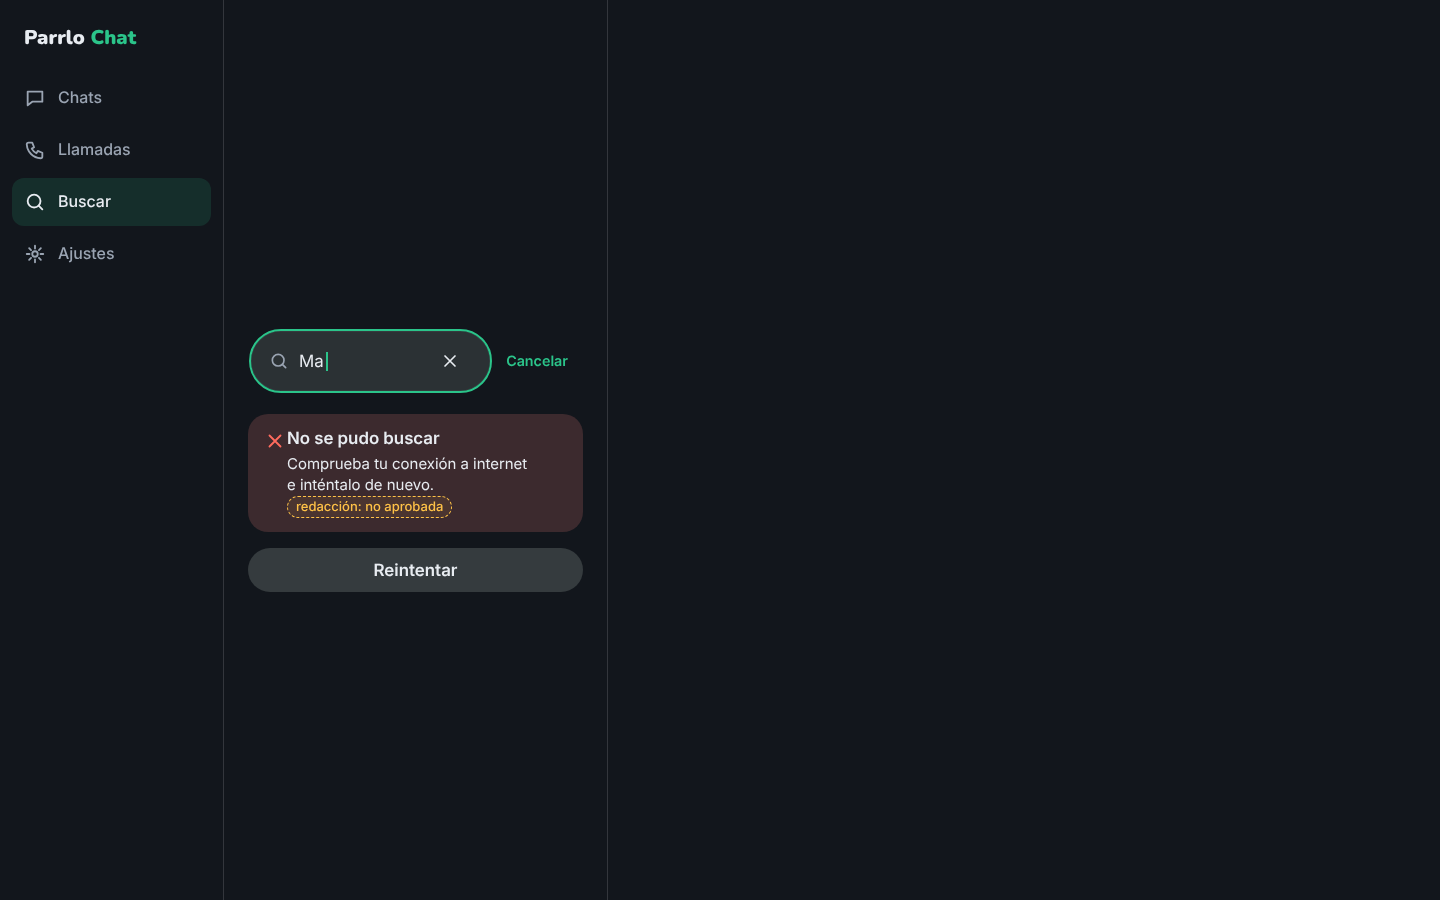 Parrlo Chat
Chats
Llamadas
Buscar
Ajustes
Ma
Cancelar
No se pudo buscar
Comprueba tu conexión a internet
e inténtalo de nuevo.
redacción: no aprobada
Reintentar